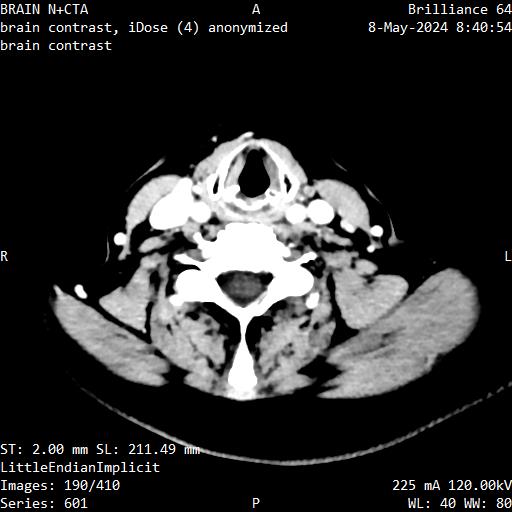 BRAIN N+CTA
A
Brilliance 64
brain contrast, iDose (4) anonymized
8-May-2024 8:40:54
brain contrast
R
L
ST: 2.00 mm SL: 211.49 mm
LittleEndianImplicit
Images: 190/410
225 mA 120.00kV
Series: 601
P
WL: 40 WW: 80